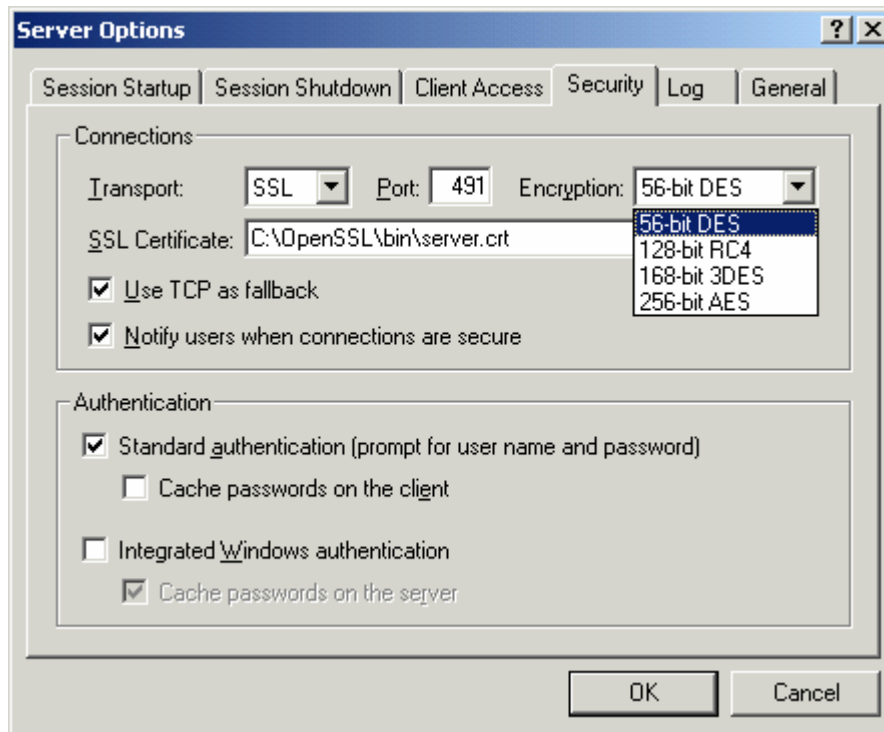 Server Options
Session Startup Session Shutdown Client Access Security Log General
Connections
Transport: SSL Port: 491 Encryption: 56-bit DES
56-bit DES
SSL Certificate: C:\OpenSSL\bin\server.crt
128-bit RC4
168-bit 3DES
Use TCP as fallback
256-bit AES
Notify users when connections are secure
Authentication
Standard authentication (prompt for user name and password)
Cache passwords on the client
Integrated Windows authentication
Cache passwords on the server
OK Cancel